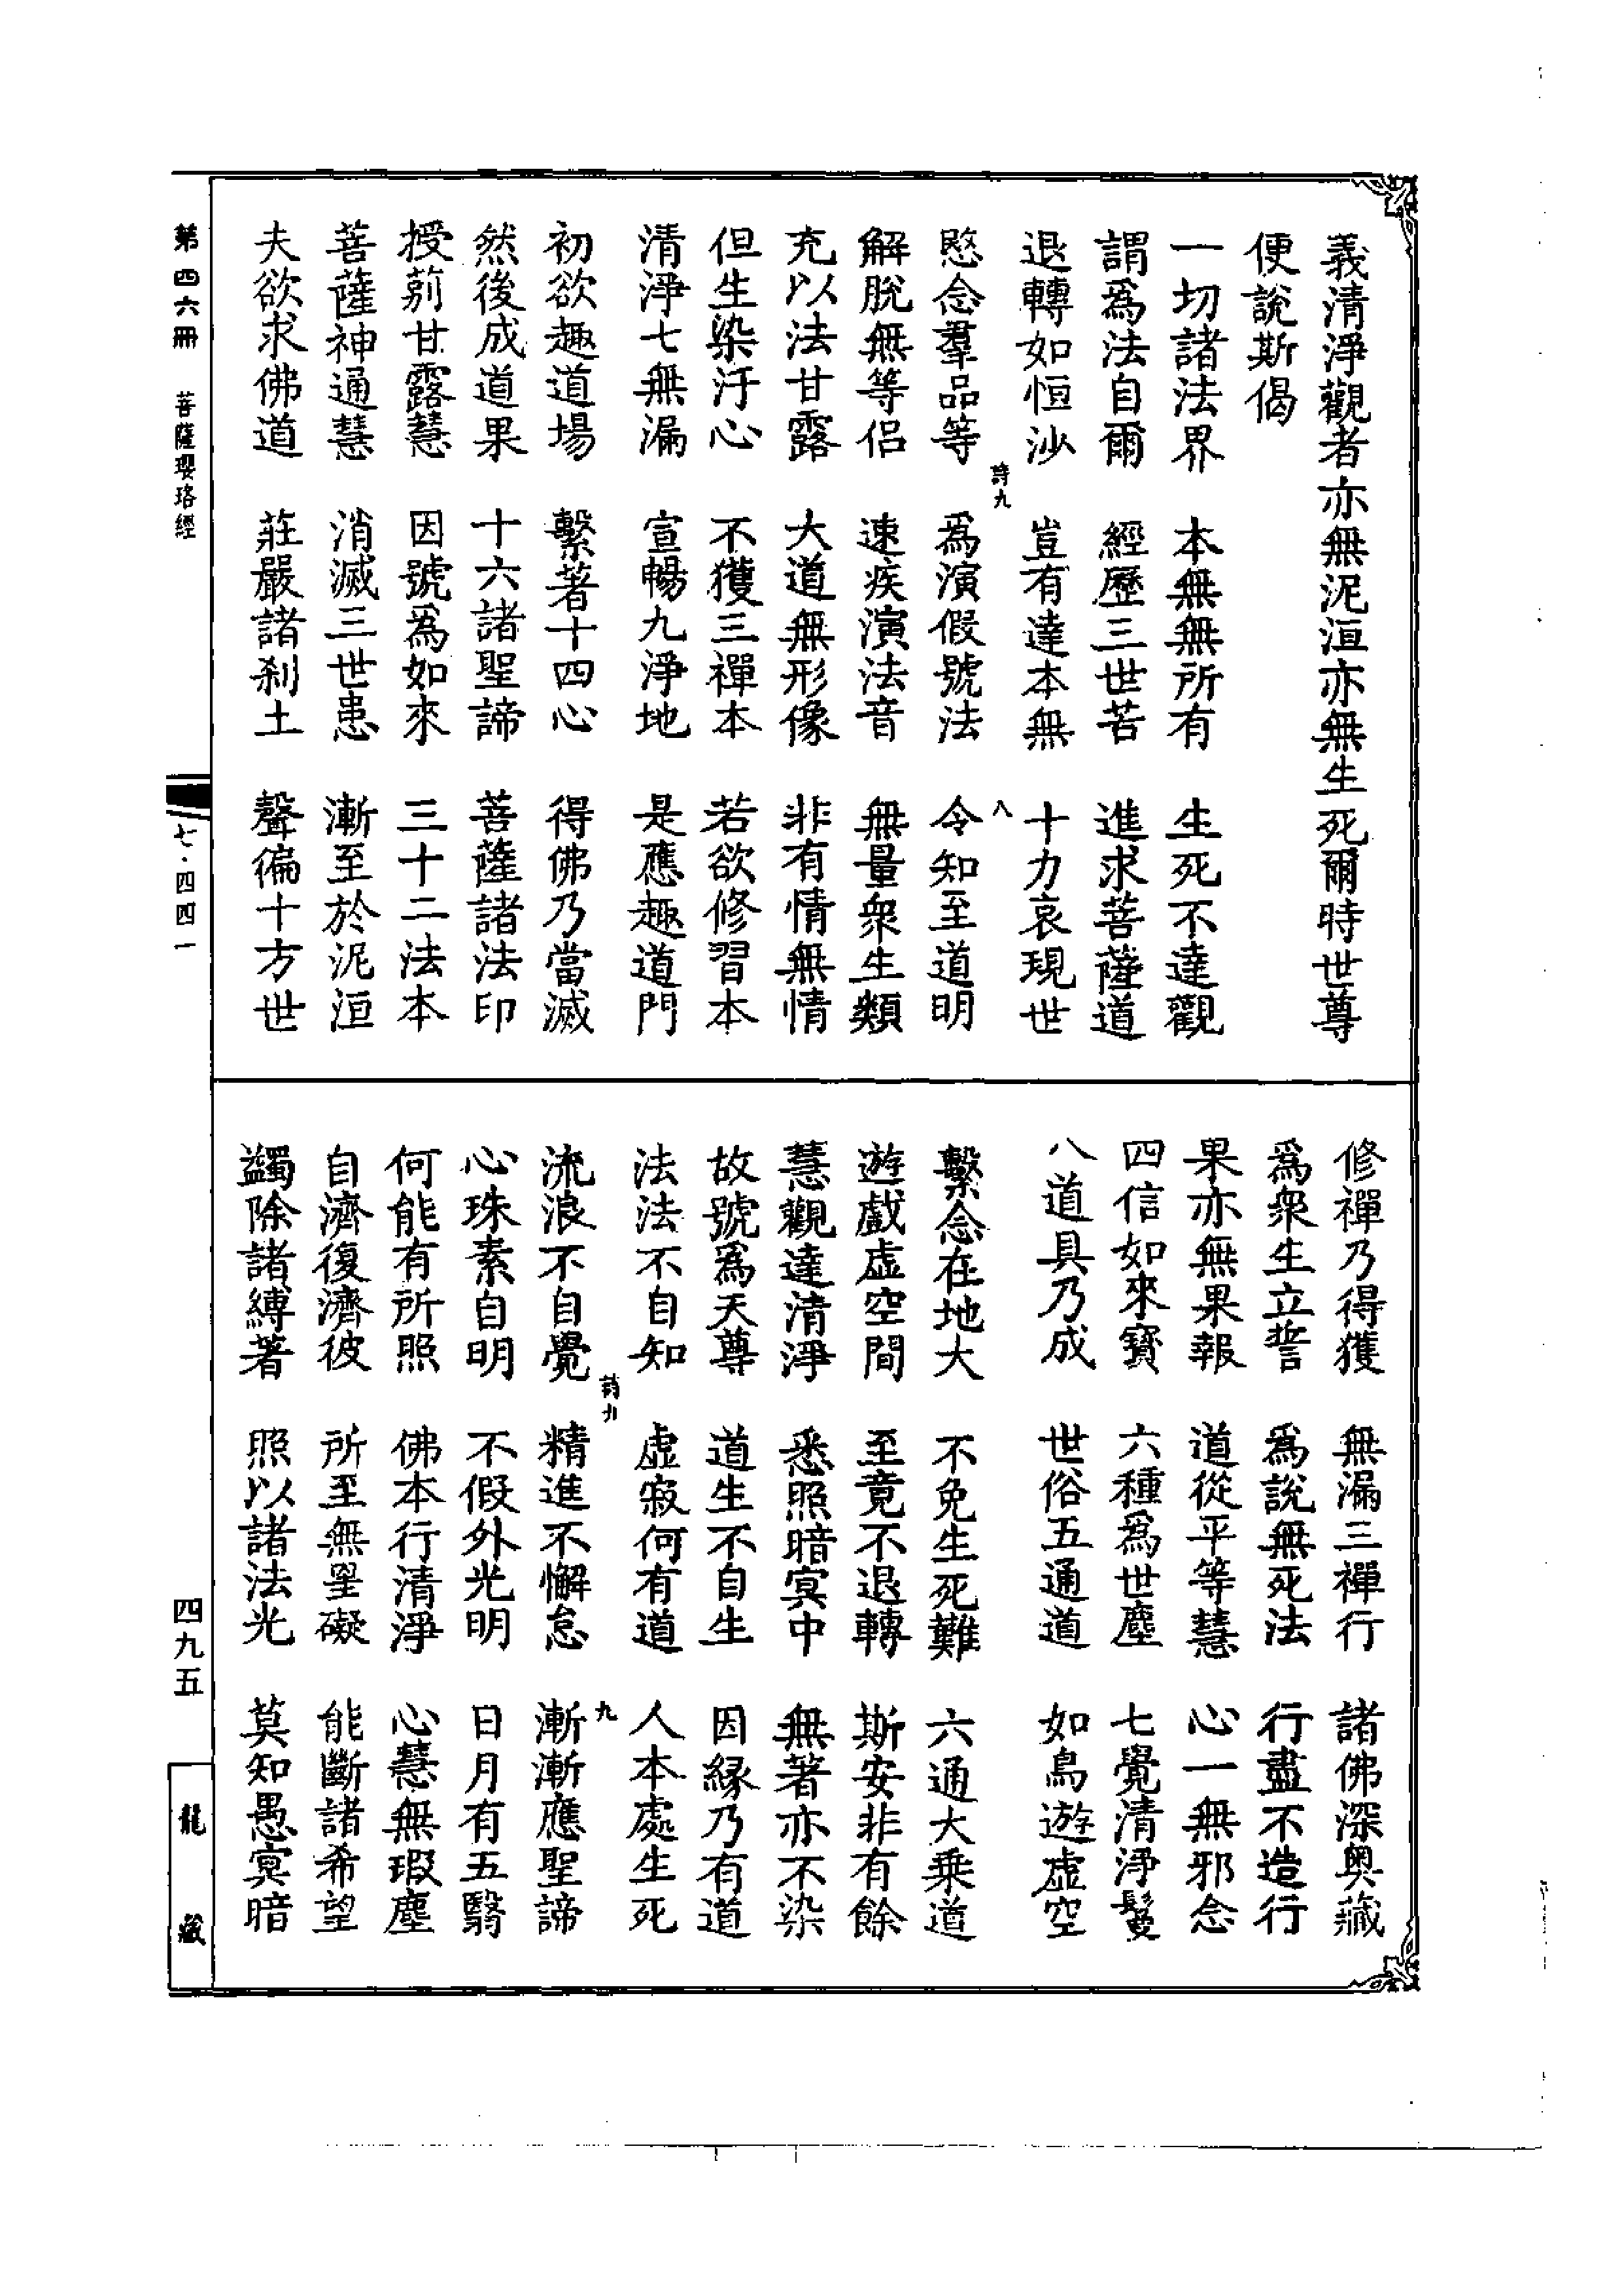 義清淨觀者亦無泥洹亦無生死爾時世尊
便說斯偈
一切諸法界　本無無所有　生死不達觀
謂爲法自爾　經歷三世苦　進求菩薩道
退轉如恒沙　豈有達本無　十力哀現世
詩九　八
愍念羣品等　爲演假號法　令知至道明
解脫無等侶　速疾演法音　無量衆生類
充以法甘露　大道無形像　非有情無情
但生染汙心　不獲三禪本　若欲修習本
清淨七無漏　宣暢九淨地　是應趣道門
初欲趣道場　繫著十四心　得佛乃當滅
然後成道果　十六諸聖諦　菩薩諸法印
授莂甘露慧　因號爲如來　三十二法本
菩薩神通慧　消滅三世患　漸至於泥洹
夫欲求佛道　莊嚴諸刹土　聲徧十方世
修禪乃得獲　無漏三禪行　諸佛深奧藏
爲衆生立誓　爲說無死法　行盡不造行
果亦無果報　道從平等慧　心一無邪念
四信如來寶　六種爲世塵　七覺清淨鬘
八道具乃成　世俗五通道　如鳥遊虛空
繫念在地大　不免生死難　六通大乘道
遊戲虛空間　至竟不退轉　斯安非有餘
慧觀達清淨　悉照暗冥中　無著亦不染
故號爲天尊　道生不自生　因緣乃有道
法法不自知　虛寂何有道　人本處生死
詩九　九
流浪不自覺　精進不懈怠　漸漸應聖諦
心珠素自明　不假外光明　日月有五翳
何能有所照　佛本行清淨　心慧無瑕塵
自濟復濟彼　所至無罣礙　能斷諸希望
蠲除諸縛著　照以諸法光　莫知愚冥暗
第四六冊　菩薩瓔珞經
七·四四一
四九五
龍藏